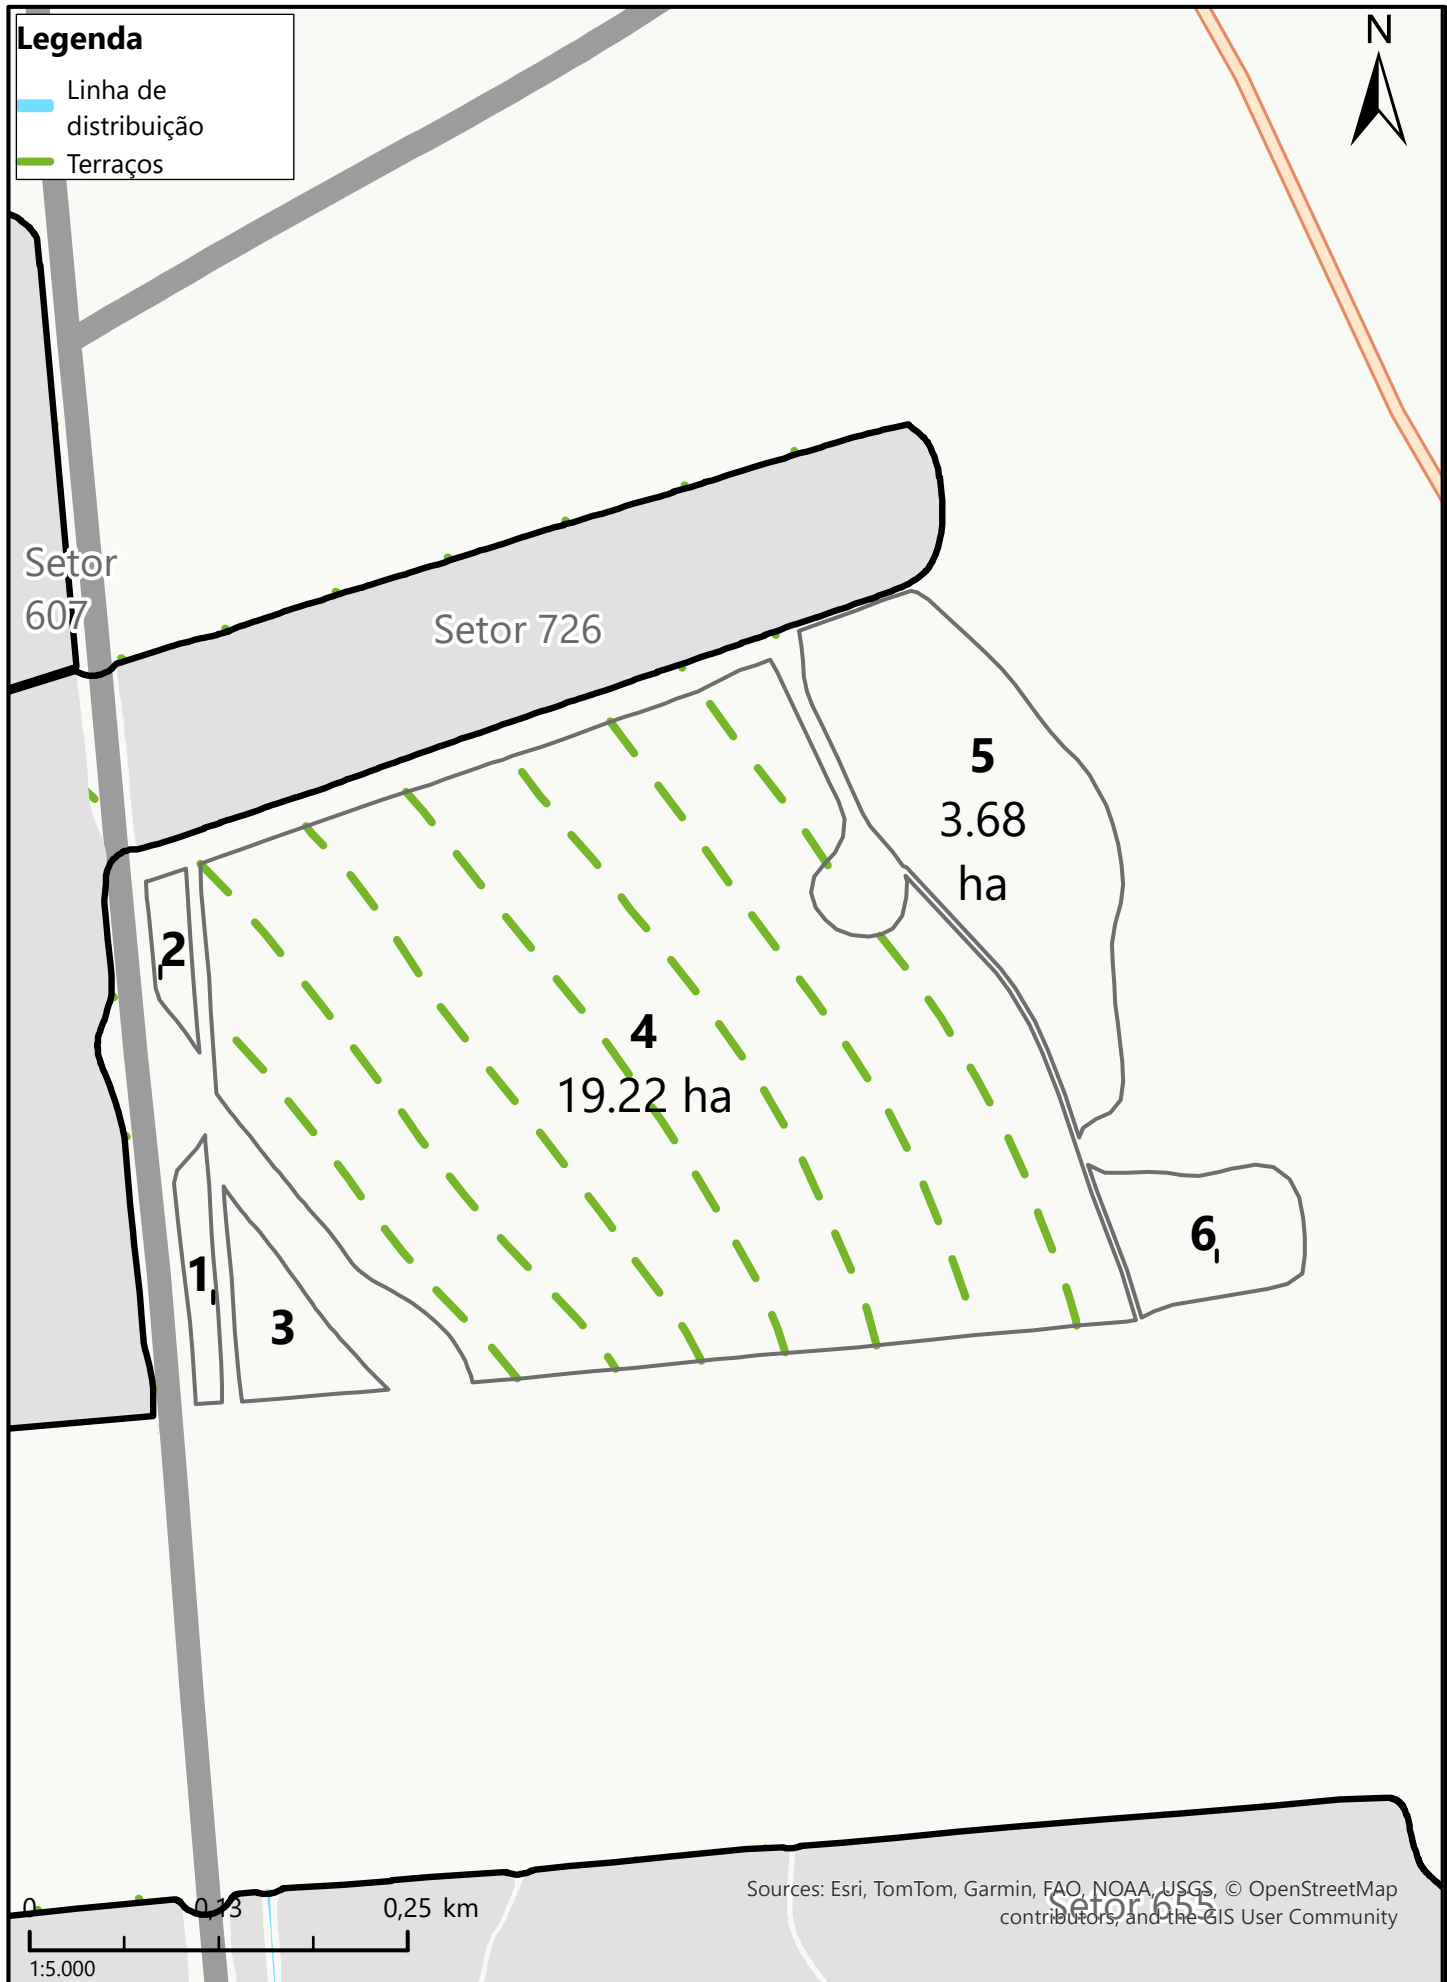 Legenda
Linha de
distribuição
Terraços
N
Setor
607
Setor 726
5
3.68
ha
2
4
19.22 ha
6
1
3
Sources: Esri, TomTom, Garmin, FAO, NOAA, USGS, © OpenStreetMap
contributors, and the GIS User Community
Setor 655
0 0,13 0,25 km
1:5.000